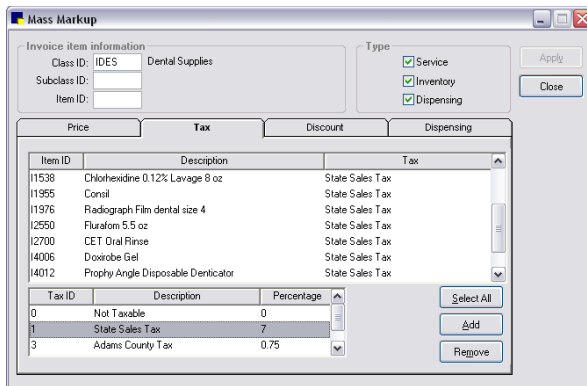 Mass Markup
Invoice item information
Class ID: IDES Dental Supplies
Subclass ID:
Item ID:
Type
Service
Inventory
Dispensing
Apply
Close
Price Tax Discount Dispensing
Item ID Description Tax
I1538 Chlorhexidine 0.12% Lavage 8 oz State Sales Tax
I1955 Consil State Sales Tax
I1976 Radiograph Film dental size 4 State Sales Tax
I2550 Flurafom 5.5 oz State Sales Tax
I2700 CET Oral Rinse State Sales Tax
I4006 Doxirobe Gel State Sales Tax
I4012 Prophy Angle Disposable Denticator State Sales Tax
Tax ID Description Percentage
0 Not Taxable 0
1 State Sales Tax 7
3 Adams County Tax 0.75
Select All
Add
Remove